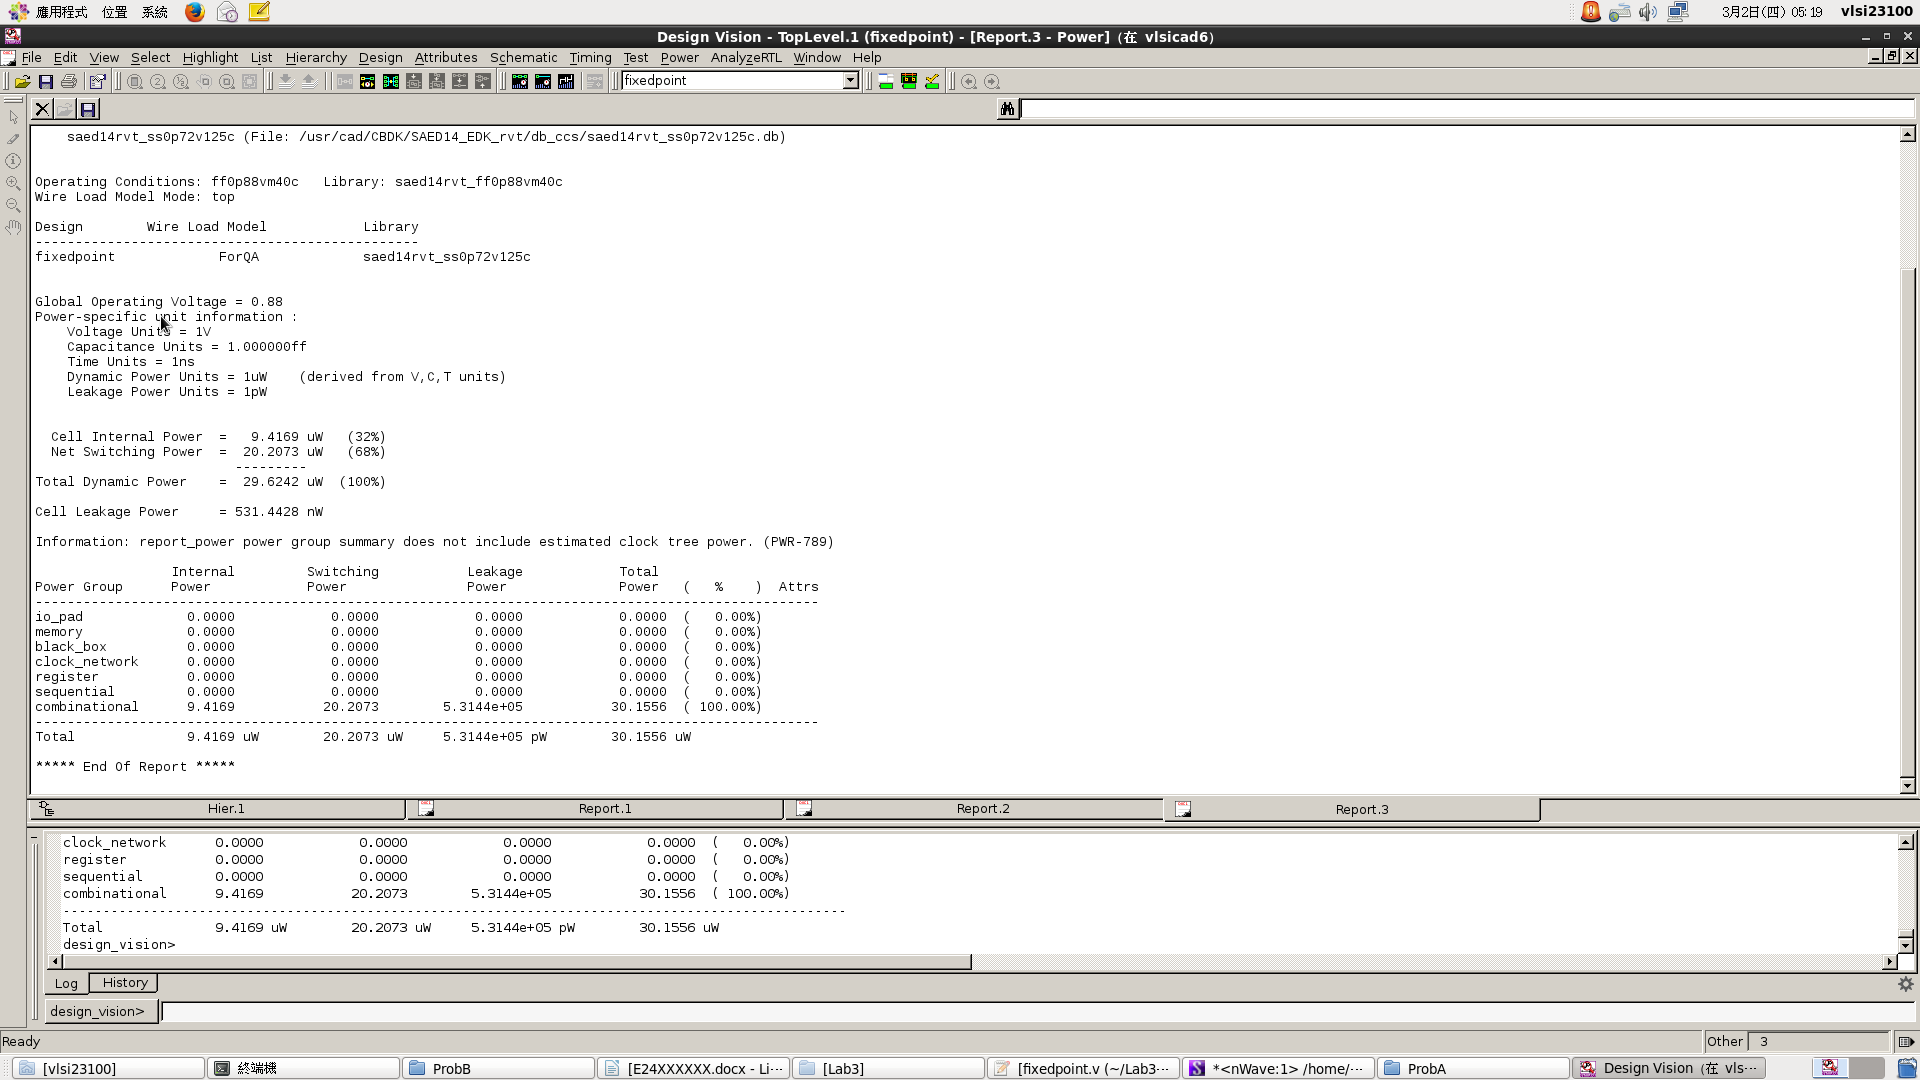 應用程式 位置 系統 3月2日(四) 05:19 vlsi23100
Design Vision - TopLevel.1 (fixedpoint) - [Report.3 - Power] (在 vlsicad6)
File Edit View Select Highlight List Hierarchy Design Attributes Schematic Timing Test Power AnalyzeRTL Window Help
fixedpoint
saed14rvt_ss0p72v125c (File: /usr/cad/CBDK/SAED14_EDK_rvt/db_ccs/saed14rvt_ss0p72v125c.db)
Operating Conditions: ff0p88vm40c Library: saed14rvt_ff0p88vm40c
Wire Load Model Mode: top
Design Wire Load Model Library
------------------------------------------------
fixedpoint ForQA saed14rvt_ss0p72v125c
Global Operating Voltage = 0.88
Power-specific unit information :
Voltage Units = 1V
Capacitance Units = 1.000000ff
Time Units = 1ns
Dynamic Power Units = 1uW (derived from V,C,T units)
Leakage Power Units = 1pW
Cell Internal Power = 9.4169 uW (32%)
Net Switching Power = 20.2073 uW (68%)
---------
Total Dynamic Power = 29.6242 uW (100%)
Cell Leakage Power = 531.4428 nW
Information: report_power power group summary does not include estimated clock tree power. (PWR-789)
Internal Switching Leakage Total
Power Group Power Power Power Power ( % ) Attrs
--------------------------------------------------------------------------------------------------
io_pad 0.0000 0.0000 0.0000 0.0000 ( 0.00%)
memory 0.0000 0.0000 0.0000 0.0000 ( 0.00%)
black_box 0.0000 0.0000 0.0000 0.0000 ( 0.00%)
clock_network 0.0000 0.0000 0.0000 0.0000 ( 0.00%)
register 0.0000 0.0000 0.0000 0.0000 ( 0.00%)
sequential 0.0000 0.0000 0.0000 0.0000 ( 0.00%)
combinational 9.4169 20.2073 5.3144e+05 30.1556 ( 100.00%)
--------------------------------------------------------------------------------------------------
Total 9.4169 uW 20.2073 uW 5.3144e+05 pW 30.1556 uW
***** End Of Report *****
Hier.1 Report.1 Report.2 Report.3
clock_network 0.0000 0.0000 0.0000 0.0000 ( 0.00%)
register 0.0000 0.0000 0.0000 0.0000 ( 0.00%)
sequential 0.0000 0.0000 0.0000 0.0000 ( 0.00%)
combinational 9.4169 20.2073 5.3144e+05 30.1556 ( 100.00%)
--------------------------------------------------------------------------------------------------
Total 9.4169 uW 20.2073 uW 5.3144e+05 pW 30.1556 uW
design_vision>
Log History
design_vision>
Ready Other 3
[vlsi23100] 終端機 ProbB [E24XXXXXX.docx - Li··· [Lab3] [fixedpoint.v (~/Lab3··· *<nWave:1> /home/··· ProbA Design Vision (在 vls···